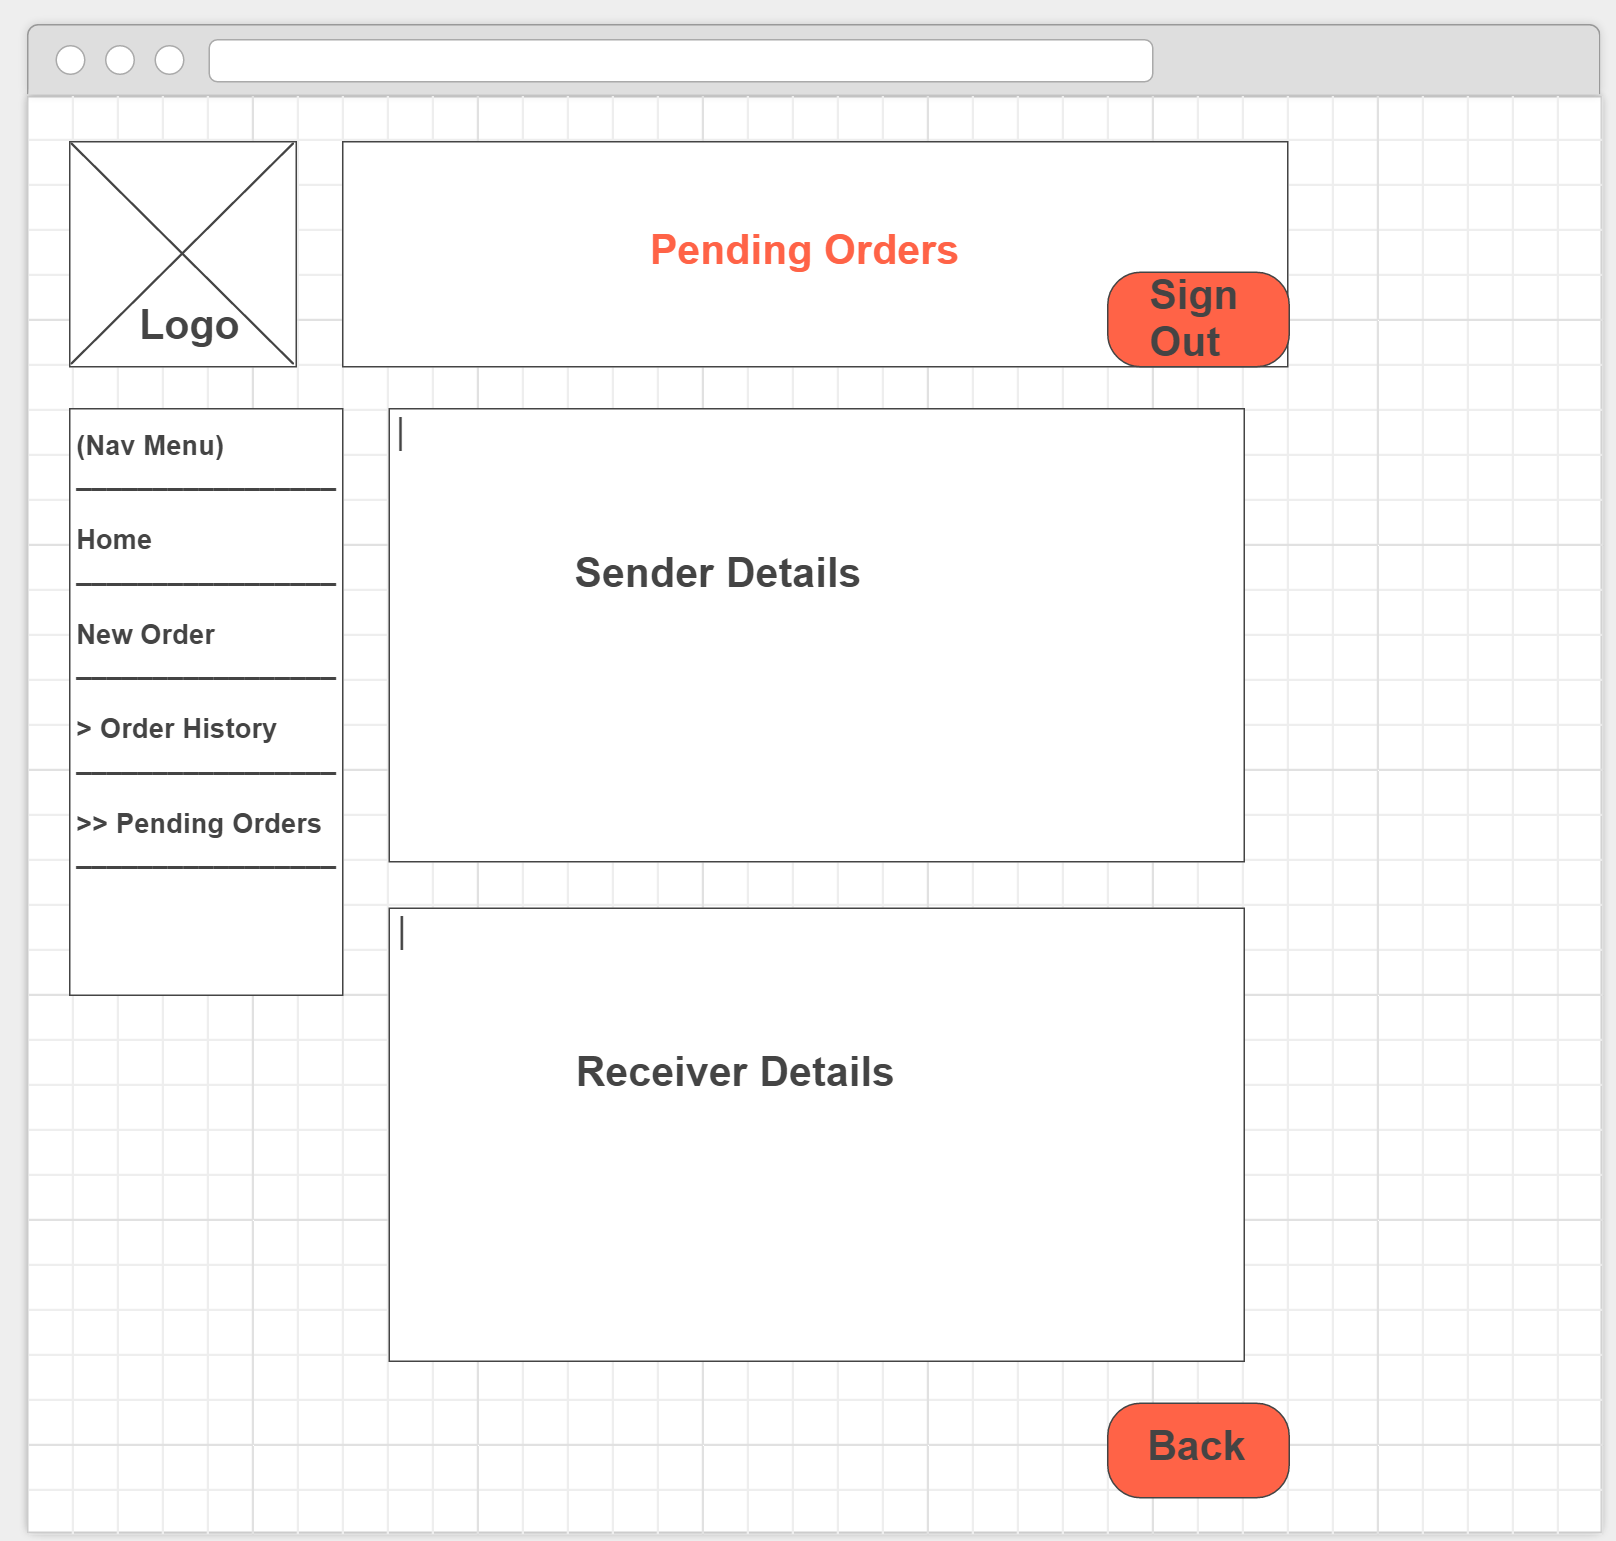 Logo
Pending Orders
Sign
Out
(Nav Menu)
Home
New Order
> Order History
>> Pending Orders
Sender Details
Receiver Details
Back